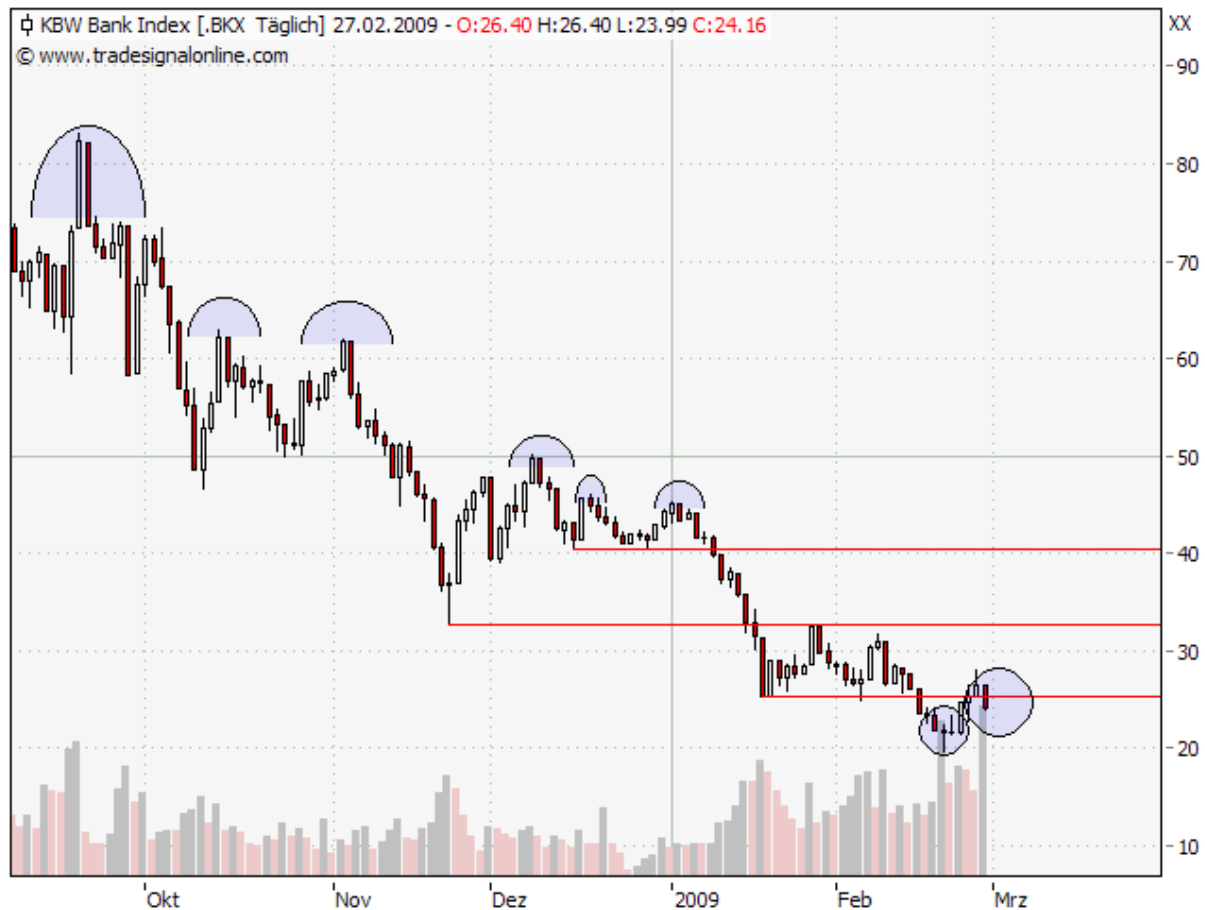 KBW Bank Index [.BKX Täglich] 27.02.2009 - O:26.40 H:26.40 L:23.99 C:24.16
© www.tradesignalonline.com
XX
90
80
70
60
50
40
30
20
10
Okt Nov Dez 2009 Feb Mrz